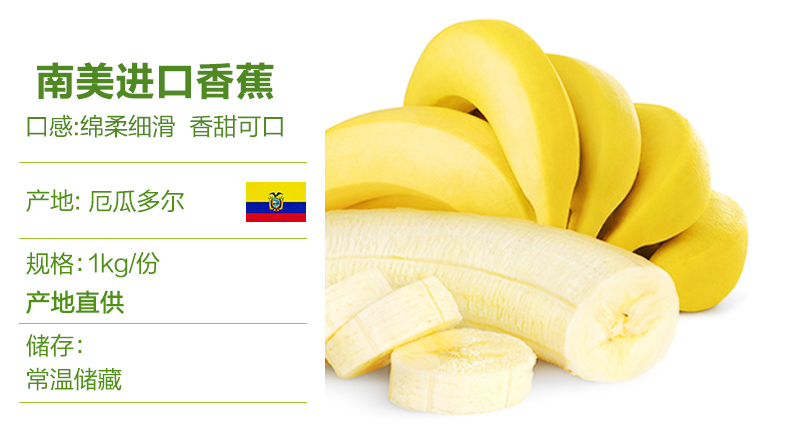 南美进口香蕉
口感:绵柔细滑 香甜可口
产地: 厄瓜多尔
规格: 1kg/份
产地直供
储存:
常温储藏